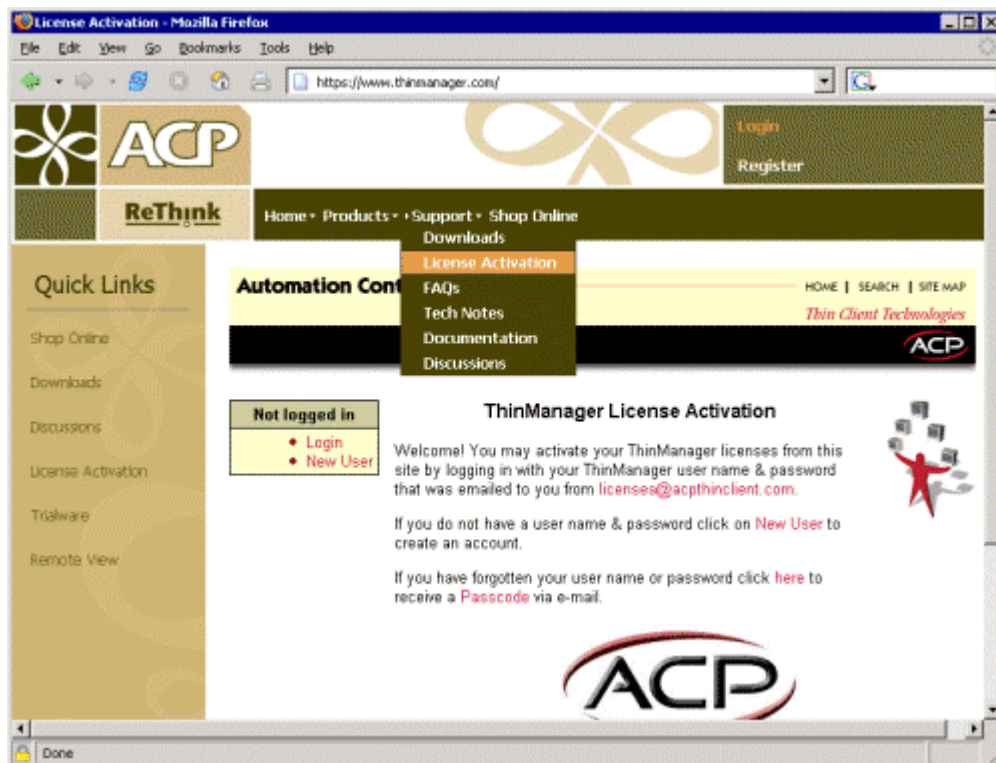 License Activation - Mozilla Firefox
File Edit View Go Bookmarks Tools Help
https://www.thinmanager.com/
ACP
Login
Register
ReThink
Home Products Support Shop Online
Downloads
License Activation
FAQs
Tech Notes
Documentation
Discussions
Quick Links
Shop Online
Downloads
Discussions
License Activation
Trialware
Remote View
Automation Cont
HOME | SEARCH | SITE MAP
Thin Client Technologies
ACP
Not logged in
Login
New User
ThinManager License Activation
Welcome! You may activate your ThinManager licenses from this
site by logging in with your ThinManager user name & password
that was emailed to you from licenses@acpthinclient.com.
If you do not have a user name & password click on New User to
create an account.
If you have forgotten your user name or password click here to
receive a Passcode via e-mail.
ACP
Done